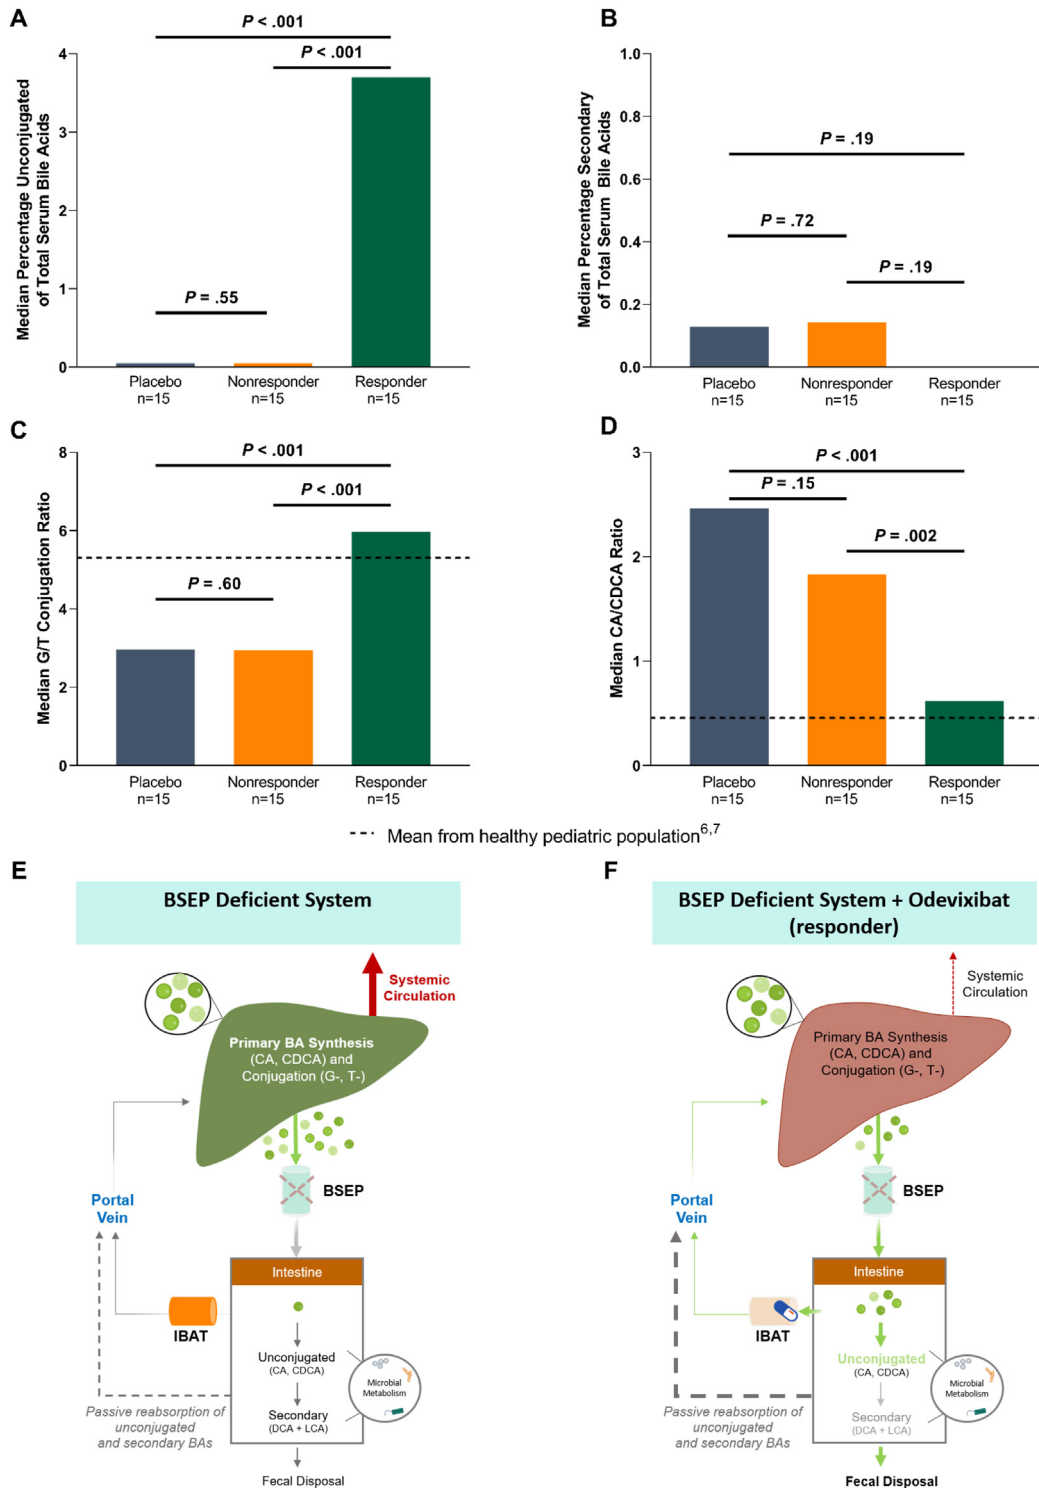 A
P < .001
P < .001
P = .55
Median Percentage Unconjugated
of Total Serum Bile Acids
4
3
2
1
0
Placebo
n=15
Nonresponder
n=15
Responder
n=15
B
P = .19
P = .72
P = .19
Median Percentage Secondary
of Total Serum Bile Acids
1.0
0.8
0.6
0.4
0.2
0.0
Placebo
n=15
Nonresponder
n=15
Responder
n=15
C
P < .001
P < .001
P = .60
Median G/T Conjugation Ratio
8
6
4
2
0
Placebo
n=15
Nonresponder
n=15
Responder
n=15
D
P < .001
P = .15
P = .002
Median CA/CDCA Ratio
3
2
1
0
Placebo
n=15
Nonresponder
n=15
Responder
n=15
Mean from healthy pediatric population6,7
E
BSEP Deficient System
Systemic
Circulation
Primary BA Synthesis
(CA, CDCA) and
Conjugation (G-, T-)
BSEP
Portal
Vein
Intestine
IBAT
Unconjugated
(CA, CDCA)
Microbial
Metabolism
Secondary
(DCA + LCA)
Passive reabsorption of
unconjugated
and secondary BAs
Fecal Disposal
F
BSEP Deficient System + Odevixibat
(responder)
Systemic
Circulation
Primary BA Synthesis
(CA, CDCA) and
Conjugation (G-, T-)
BSEP
Portal
Vein
Intestine
IBAT
Unconjugated
(CA, CDCA)
Microbial
Metabolism
Secondary
(DCA + LCA)
Passive reabsorption of
unconjugated
and secondary BAs
Fecal Disposal